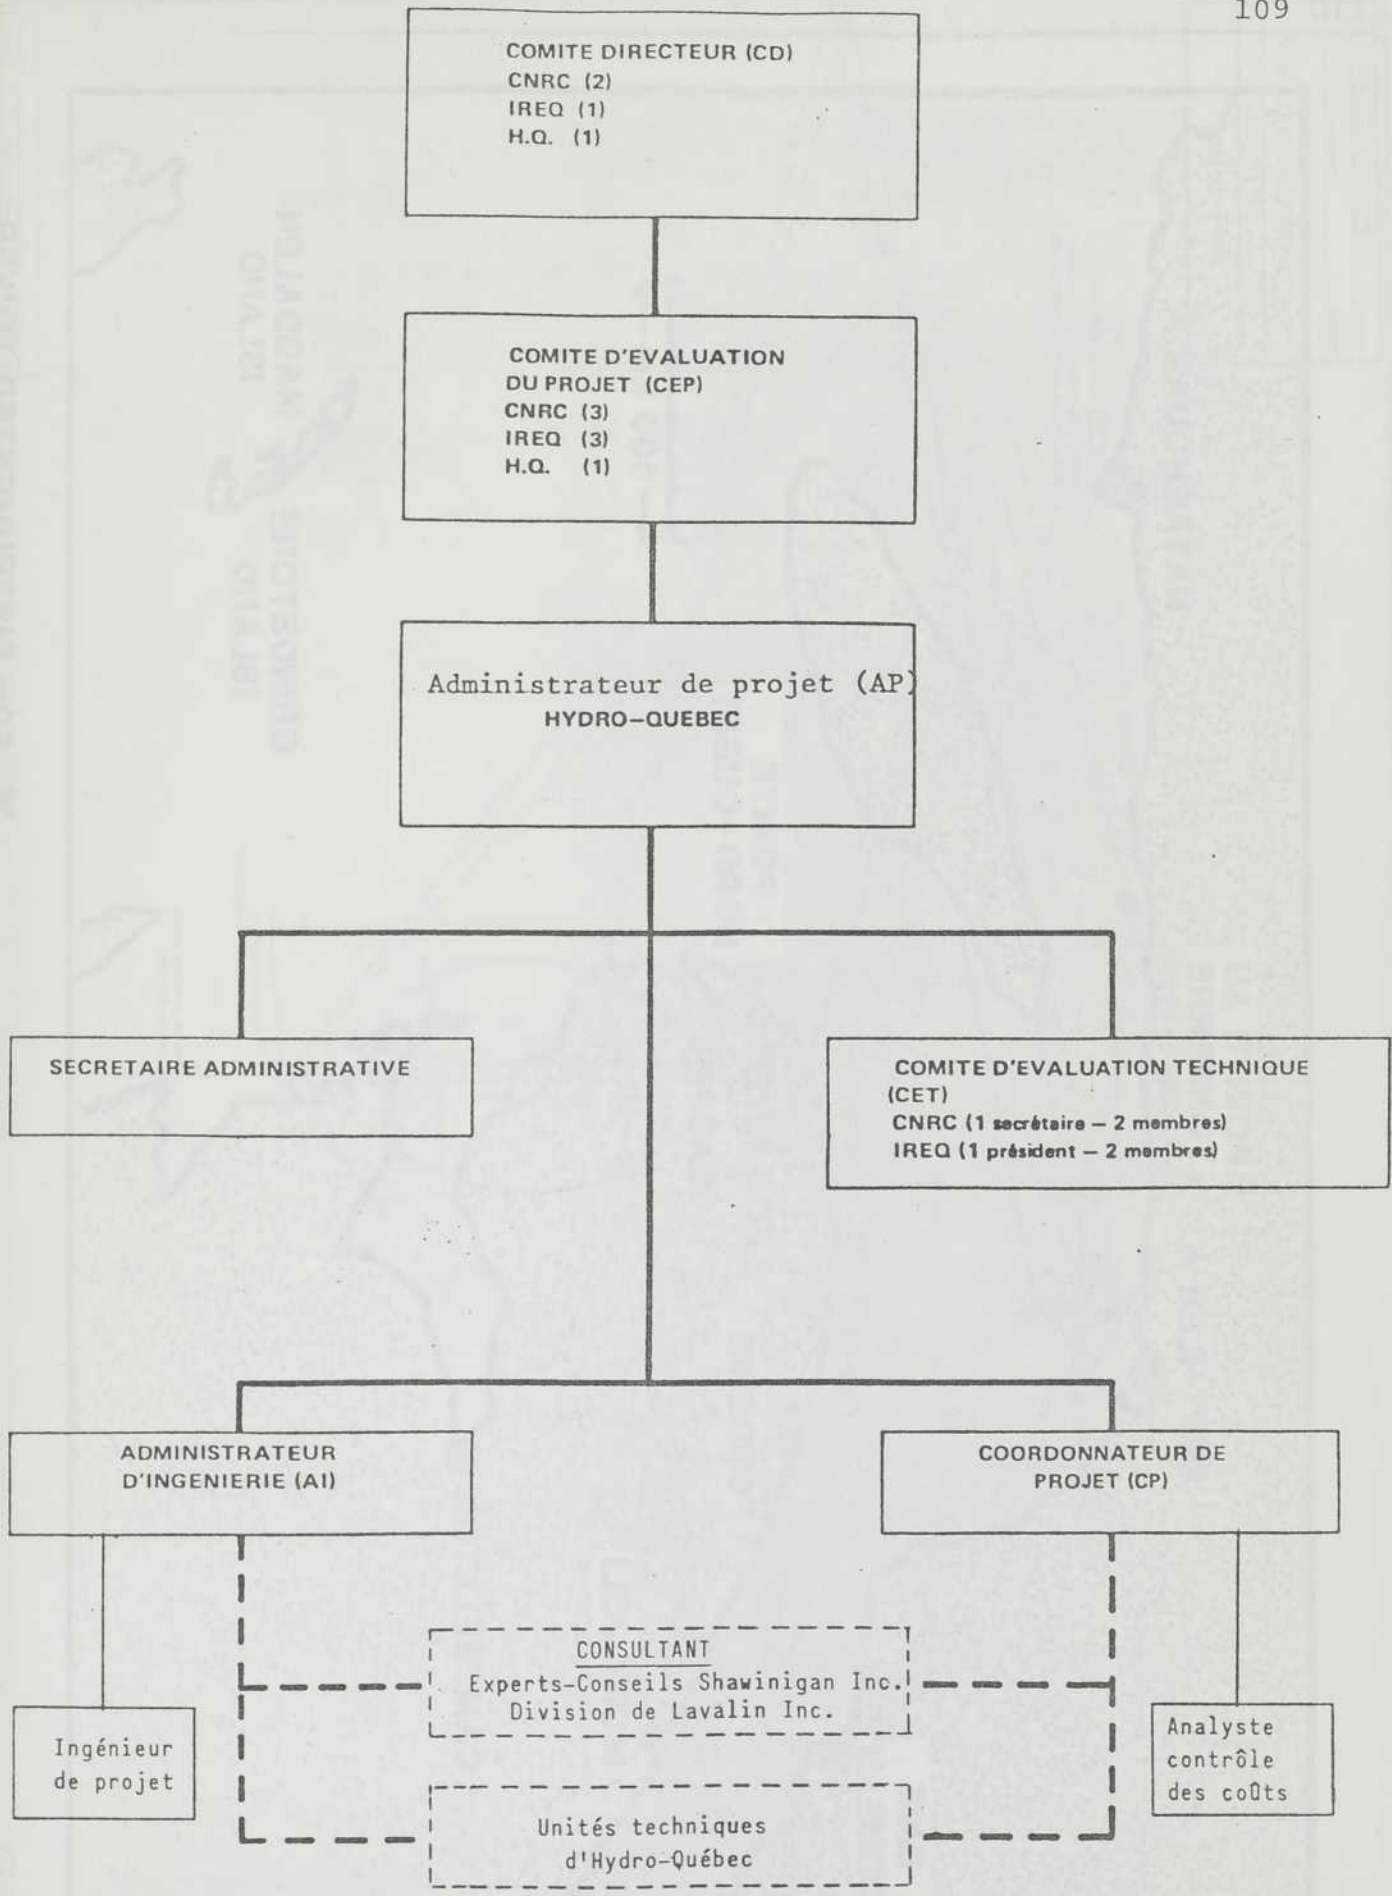 109
COMITE DIRECTEUR (CD)
CNRC (2)
IREQ (1)
H.Q. (1)
COMITE D'EVALUATION
DU PROJET (CEP)
CNRC (3)
IREQ (3)
H.Q. (1)
Administrateur de projet (AP)
HYDRO–QUEBEC
SECRETAIRE ADMINISTRATIVE
COMITE D'EVALUATION TECHNIQUE
(CET)
CNRC (1 secrétaire – 2 membres)
IREQ (1 président – 2 membres)
ADMINISTRATEUR
D'INGENIERIE (AI)
COORDONNATEUR DE
PROJET (CP)
CONSULTANT
Experts-Conseils Shawinigan Inc.
Division de Lavalin Inc.
Ingénieur
de projet
Analyste
contrôle
des coûts
Unités techniques
d'Hydro-Québec